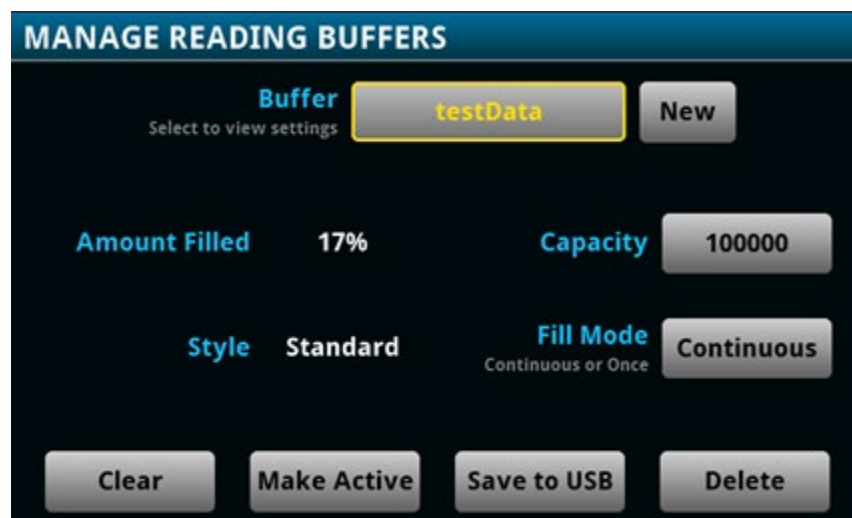 MANAGE READING BUFFERS
Buffer
Select to view settings
testData
New
Amount Filled
17%
Capacity
100000
Style
Standard
Fill Mode
Continuous or Once
Continuous
Clear
Make Active
Save to USB
Delete